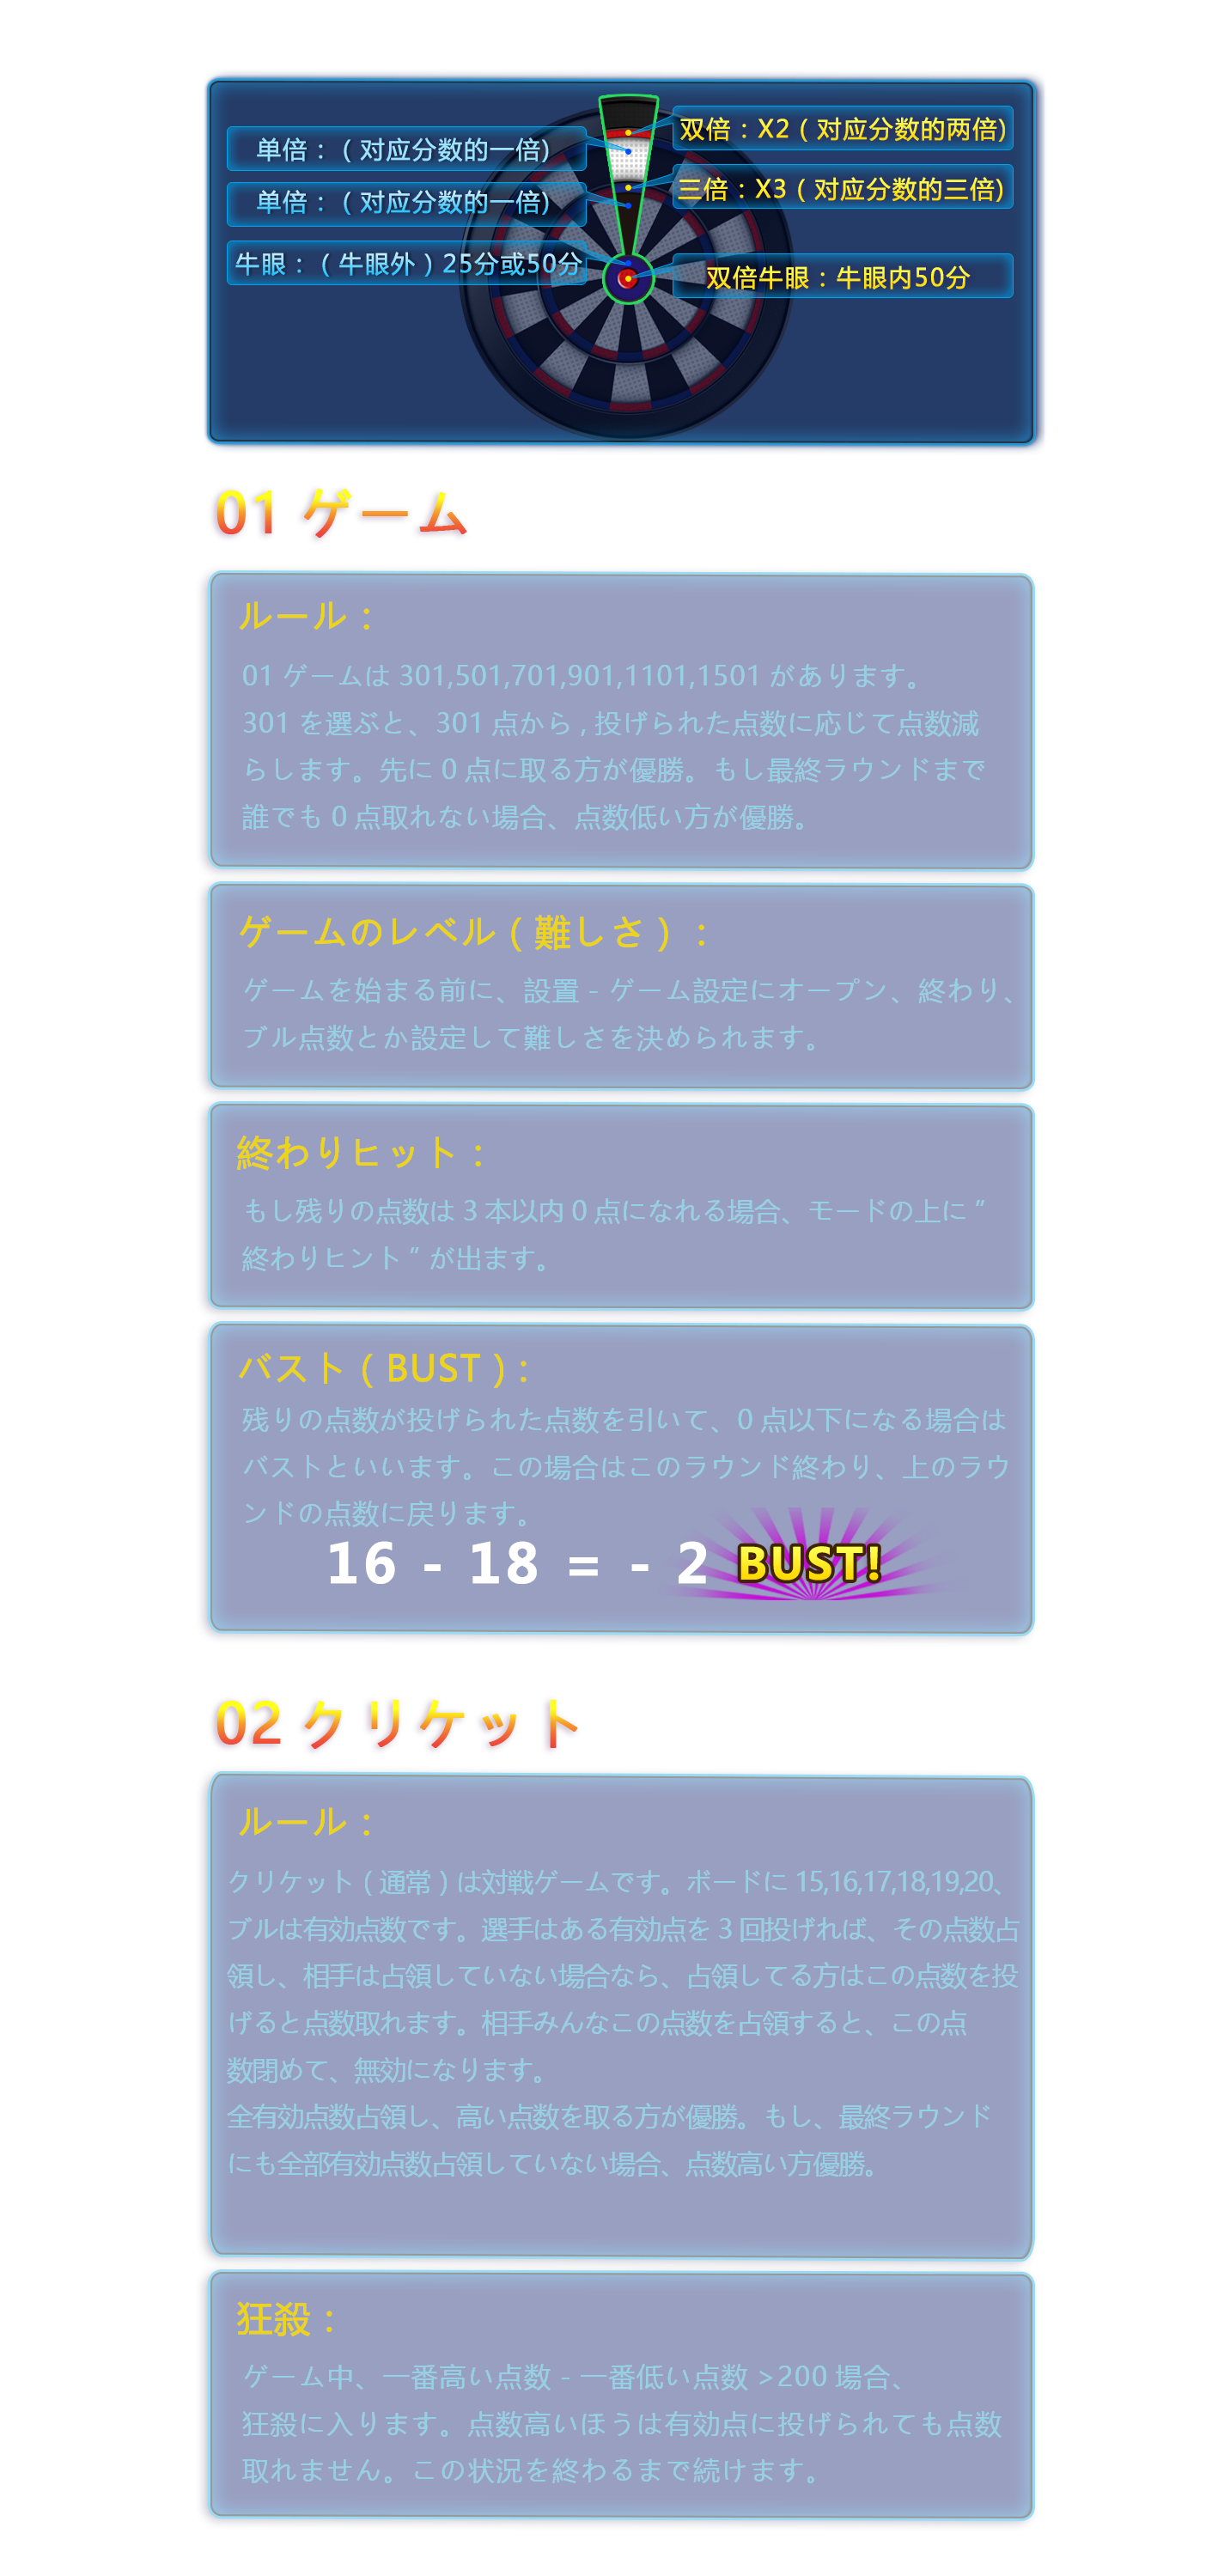 单倍：（对应分数的一倍)
单倍：（对应分数的一倍)
牛眼：（牛眼外）25分或50分
双倍：X2（对应分数的两倍)
三倍：X3（对应分数的三倍)
双倍牛眼：牛眼内50分
01 ゲーム
ルール：
01 ゲームは 301,501,701,901,1101,1501 があります。
301 を選ぶと、301 点から , 投げられた点数に応じて点数減
らします。先に 0 点に取る方が優勝。もし最終ラウンドまで
誰でも 0 点取れない場合、点数低い方が優勝。
ゲームのレベル（難しさ）：
ゲームを始まる前に、設置 - ゲーム設定にオープン、終わり、
ブル点数とか設定して難しさを決められます。
終わりヒット：
もし残りの点数は 3 本以内 0 点になれる場合、モードの上に ”
終わりヒント ” が出ます。
バスト（BUST）：
残りの点数が投げられた点数を引いて、0 点以下になる場合は
バストといいます。この場合はこのラウンド終わり、上のラウ
ンドの点数に戻ります。
16 - 18 = - 2 BUST!
02 クリケット
ルール：
クリケット（通常）は対戦ゲームです。ボードに 15,16,17,18,19,20、
ブルは有効点数です。選手はある有効点を 3 回投げれば、その点数占
領し、相手は占領していない場合なら、占領してる方はこの点数を投
げると点数取れます。相手みんなこの点数を占領すると、この点
数閉めて、無効になります。
全有効点数占領し、高い点数を取る方が優勝。もし、最終ラウンド
にも全部有効点数占領していない場合、点数高い方優勝。
狂殺：
ゲーム中、一番高い点数 - 一番低い点数 >200 場合、
狂殺に入ります。点数高いほうは有効点に投げられても点数
取れません。この状況を終わるまで続けます。